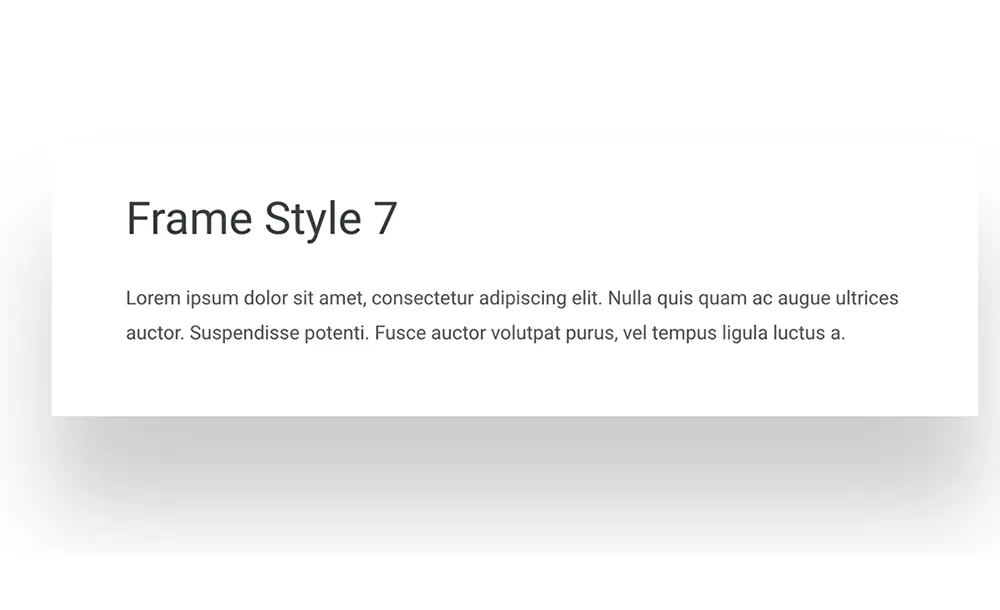 Frame Style 7
Lorem ipsum dolor sit amet, consectetur adipiscing elit. Nulla quis quam ac augue ultrices
auctor. Suspendisse potenti. Fusce auctor volutpat purus, vel tempus ligula luctus a.